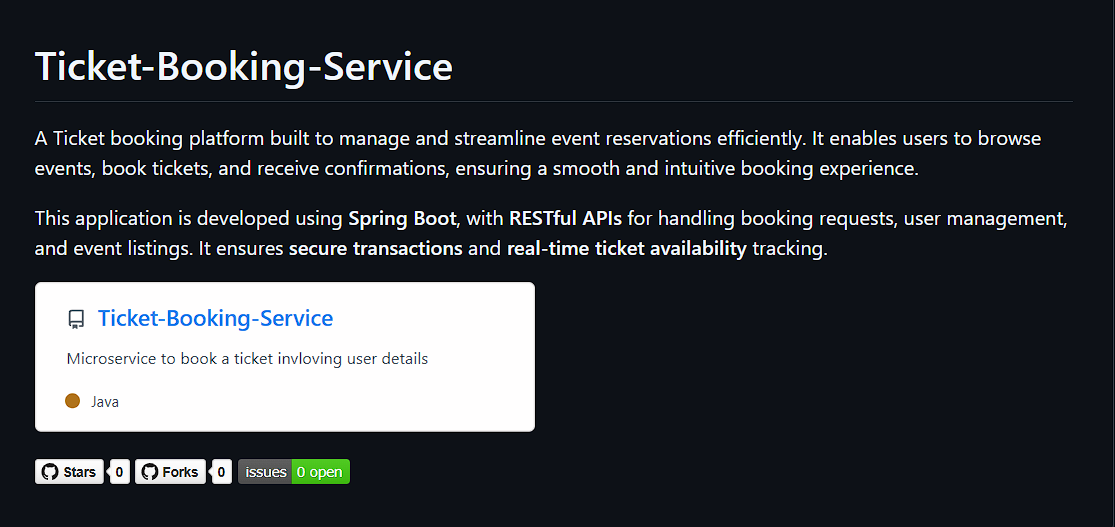 Ticket-Booking-Service
A Ticket booking platform built to manage and streamline event reservations efficiently. It enables users to browse
events, book tickets, and receive confirmations, ensuring a smooth and intuitive booking experience.
This application is developed using Spring Boot, with RESTful APIs for handling booking requests, user management,
and event listings. It ensures secure transactions and real-time ticket availability tracking.
Ticket-Booking-Service
Microservice to book a ticket invloving user details
Java
Stars 0 Forks 0 issues 0 open